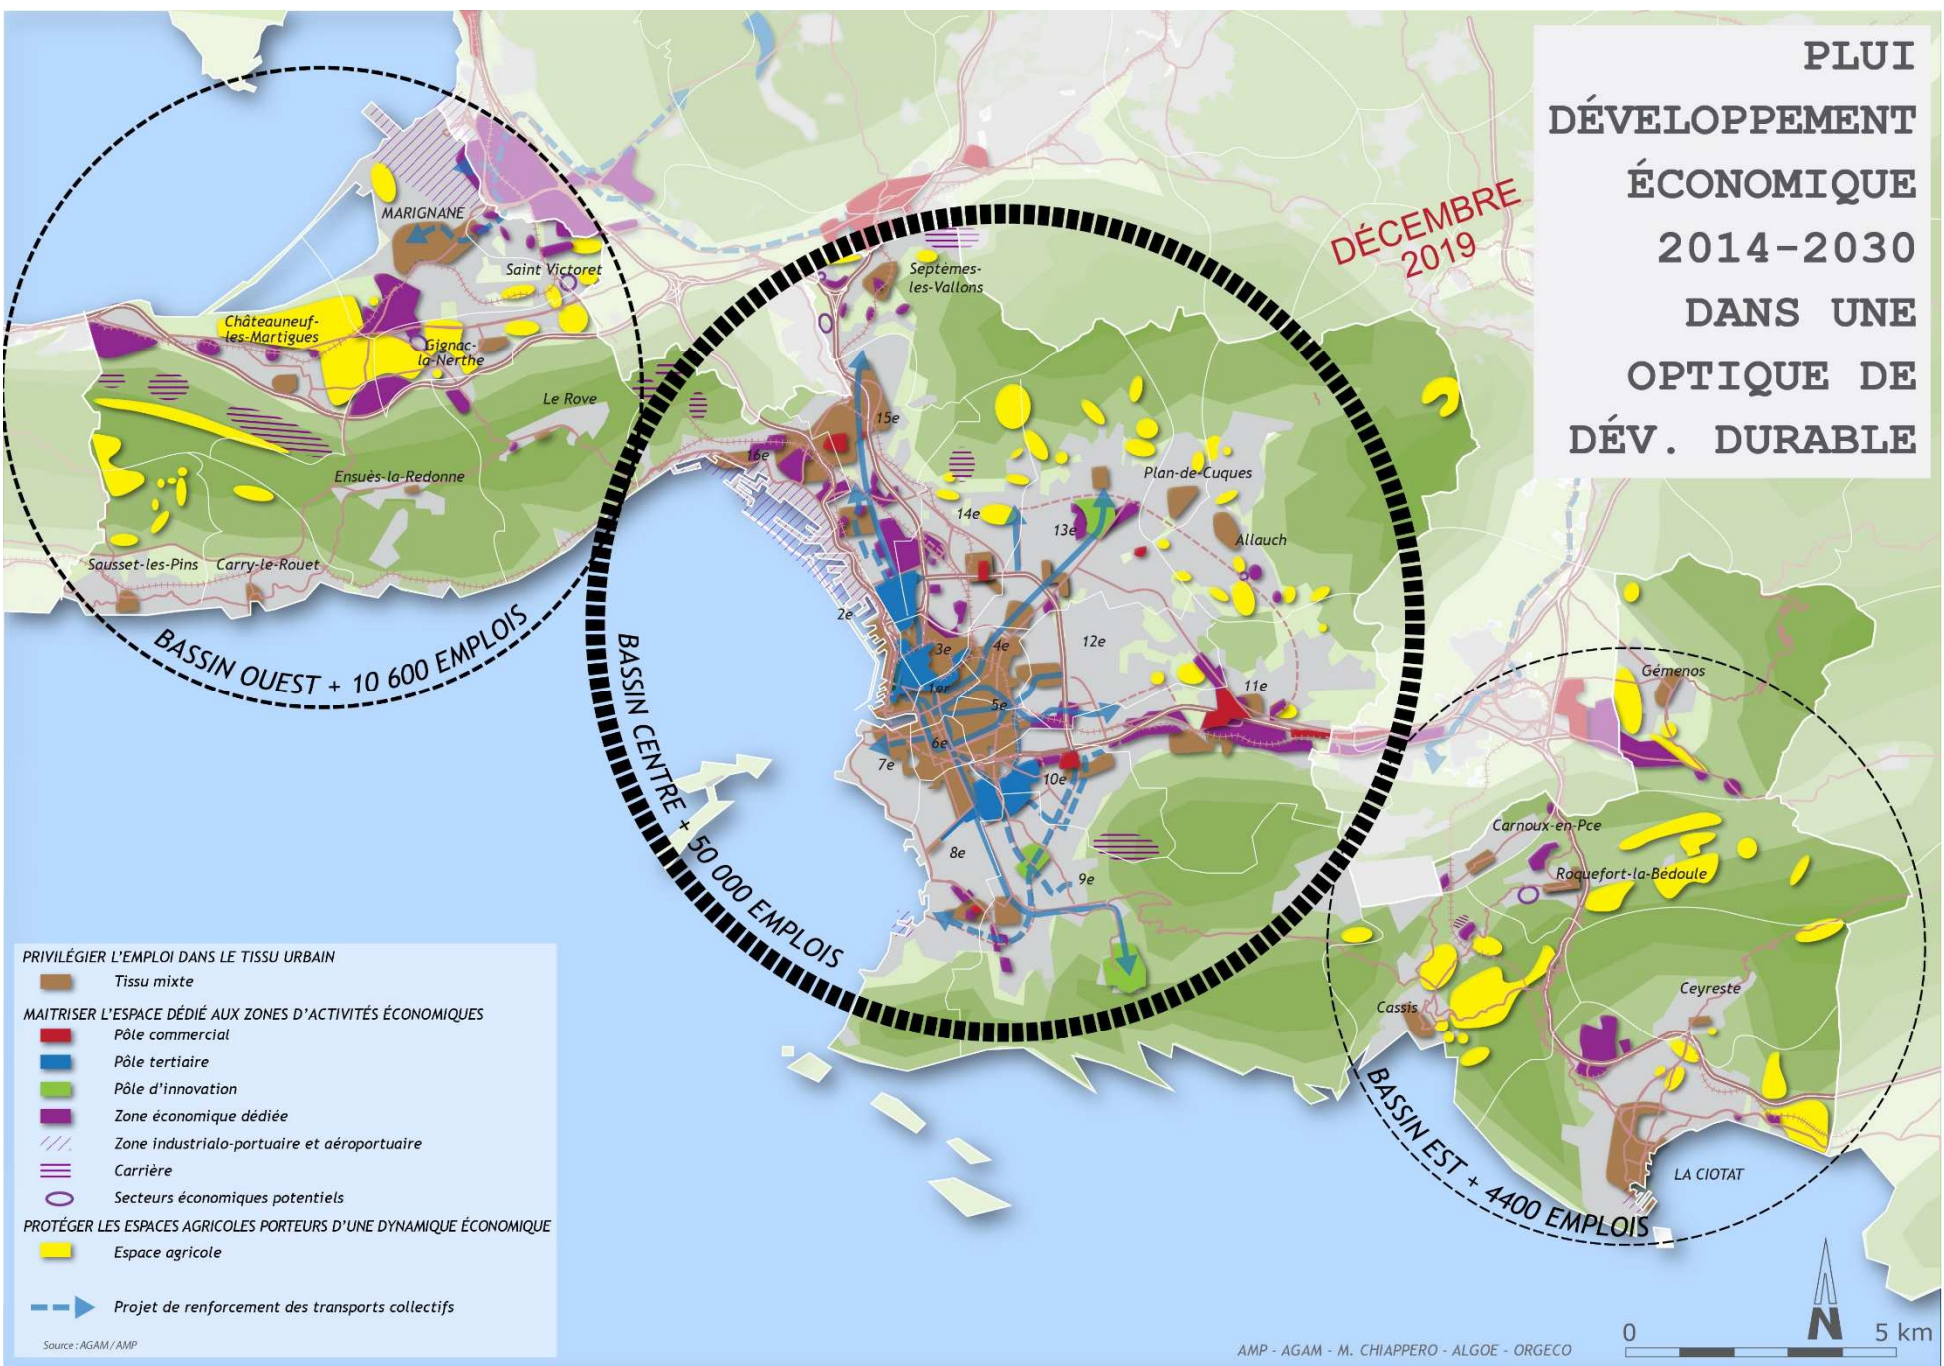 PLUI
DÉVELOPPEMENT
ÉCONOMIQUE
2014-2030
DANS UNE
OPTIQUE DE
DÉV. DURABLE
DÉCEMBRE
2019
MARIGNANE
Saint Victoret
Châteauneuf-
les-Martigues
Gignac-
la-Nerthe
Le Rove
Ensuès-la-Redonne
Sausset-les-Pins
Carry-le-Rouet
BASSIN OUEST + 10 600 EMPLOIS
Septèmes-
les-Vallons
15e
16e
Plan-de-Cuques
14e
13e
Allauch
2e
12e
3e
4e
1er
11e
5e
6e
7e
10e
8e
9e
BASSIN CENTRE + 50 000 EMPLOIS
Gémenos
Carnoux-en-Pce
Roquefort-la-Bédoule
Ceyreste
Cassis
LA CIOTAT
BASSIN EST + 4400 EMPLOIS
PRIVILÉGIER L'EMPLOI DANS LE TISSU URBAIN
Tissu mixte
MAITRISER L'ESPACE DÉDIÉ AUX ZONES D'ACTIVITÉS ÉCONOMIQUES
Pôle commercial
Pôle tertiaire
Pôle d'innovation
Zone économique dédiée
Zone industrialo-portuaire et aéroportuaire
Carrière
Secteurs économiques potentiels
PROTÉGER LES ESPACES AGRICOLES PORTEURS D'UNE DYNAMIQUE ÉCONOMIQUE
Espace agricole
Projet de renforcement des transports collectifs
Source : AGAM / AMP
AMP - AGAM - M. CHIAPPERO - ALGOE - ORGECO
N
0 5 km